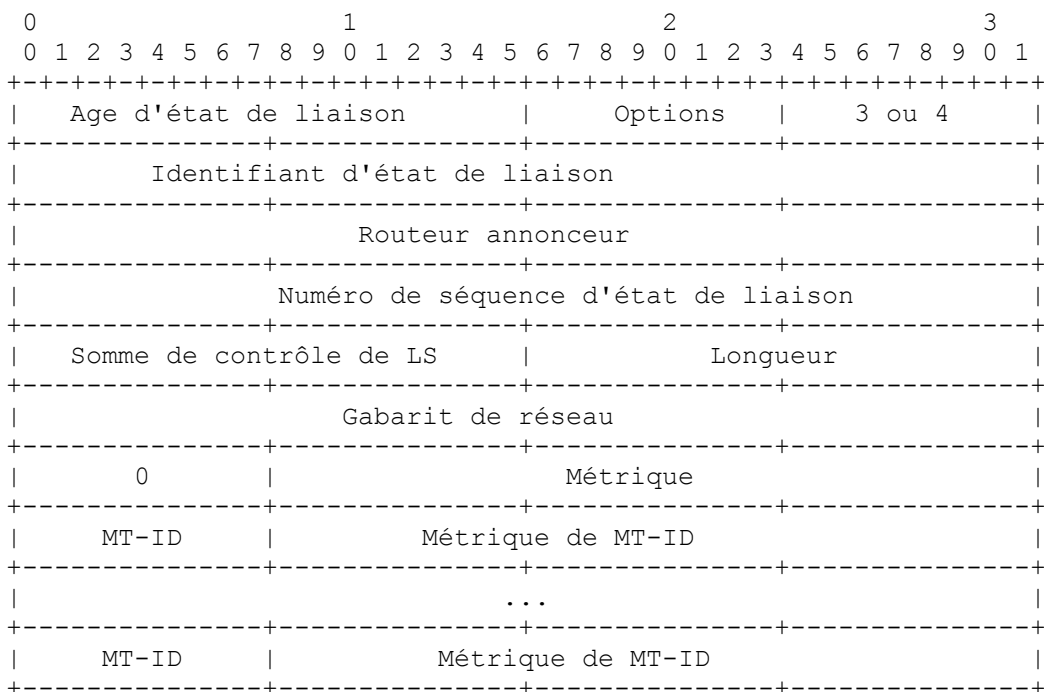 0                   1                   2                   3
0 1 2 3 4 5 6 7 8 9 0 1 2 3 4 5 6 7 8 9 0 1 2 3 4 5 6 7 8 9 0 1
+-+-+-+-+-+-+-+-+-+-+-+-+-+-+-+-+-+-+-+-+-+-+-+-+-+-+-+-+-+-+-+-+
|   Age d'état de liaison       |     Options   |    3 ou 4     |
+---------------+---------------+---------------+---------------+
|        Identifiant d'état de liaison                          |
+---------------+---------------+---------------+---------------+
|                     Routeur annonceur                         |
+---------------+---------------+---------------+---------------+
|                Numéro de séquence d'état de liaison           |
+---------------+---------------+---------------+---------------+
|   Somme de contrôle de LS     |           Longueur            |
+---------------+---------------+---------------+---------------+
|                    Gabarit de réseau                          |
+---------------+---------------+---------------+---------------+
|       0       |                  Métrique                     |
+---------------+---------------+---------------+---------------+
|     MT-ID     |         Métrique de MT-ID                     |
+---------------+---------------+---------------+---------------+
|                              ...                              |
+---------------+---------------+---------------+---------------+
|     MT-ID     |          Métrique de MT-ID                    |
+---------------+---------------+---------------+---------------+